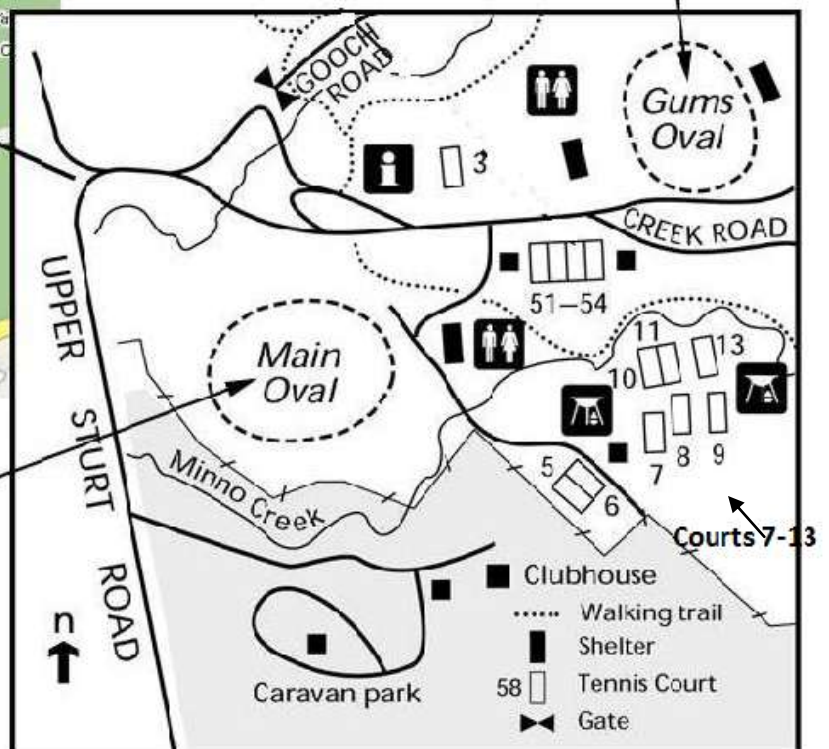 GOOCH
ROAD
Gums
Oval
3
CREEK ROAD
51—54
UPPER STURT ROAD
Main
Oval
11
13
10
5
6
7
8
9
Minno Creek
Courts 7-13
n
Caravan park
Clubhouse
Walking trail
Shelter
58 Tennis Court
Gate